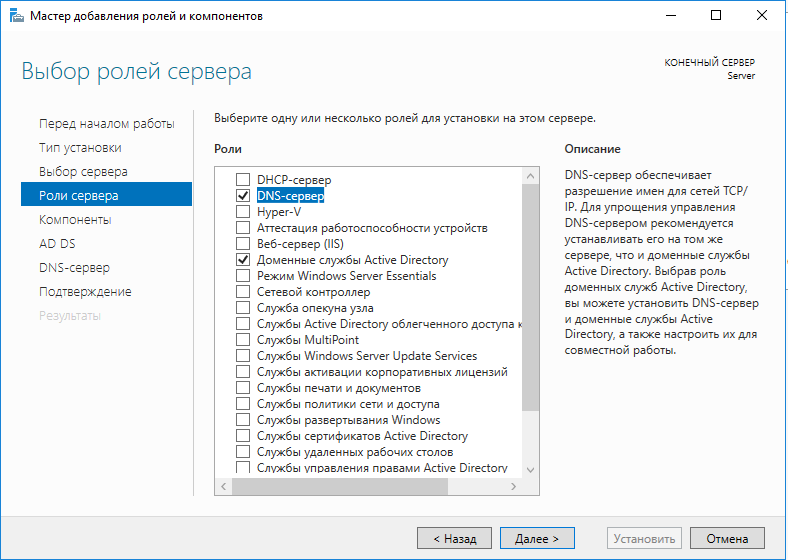 Мастер добавления ролей и компонентов
Выбор ролей сервера
КОНЕЧНЫЙ СЕРВЕР
Server
Перед началом работы
Тип установки
Выбор сервера
Роли сервера
Компоненты
AD DS
DNS-сервер
Подтверждение
Результаты
Выберите одну или несколько ролей для установки на этом сервере.
Роли
DHCP-сервер
DNS-сервер
Hyper-V
Аттестация работоспособности устройств
Веб-сервер (IIS)
Доменные службы Active Directory
Режим Windows Server Essentials
Сетевой контроллер
Служба опекуна узла
Службы Active Directory облегченного доступа к
Службы MultiPoint
Службы Windows Server Update Services
Службы активации корпоративных лицензий
Службы печати и документов
Службы политики сети и доступа
Службы развертывания Windows
Службы сертификатов Active Directory
Службы удаленных рабочих столов
Службы управления правами Active Directory
Описание
DNS-сервер обеспечивает
разрешение имен для сетей TCP/
IP. Для упрощения управления
DNS-сервером рекомендуется
устанавливать его на том же
сервере, что и доменные службы
Active Directory. Выбрав роль
доменных служб Active Directory,
вы можете установить DNS-сервер
и доменные службы Active
Directory, а также настроить их для
совместной работы.
< Назад
Далее >
Установить
Отмена